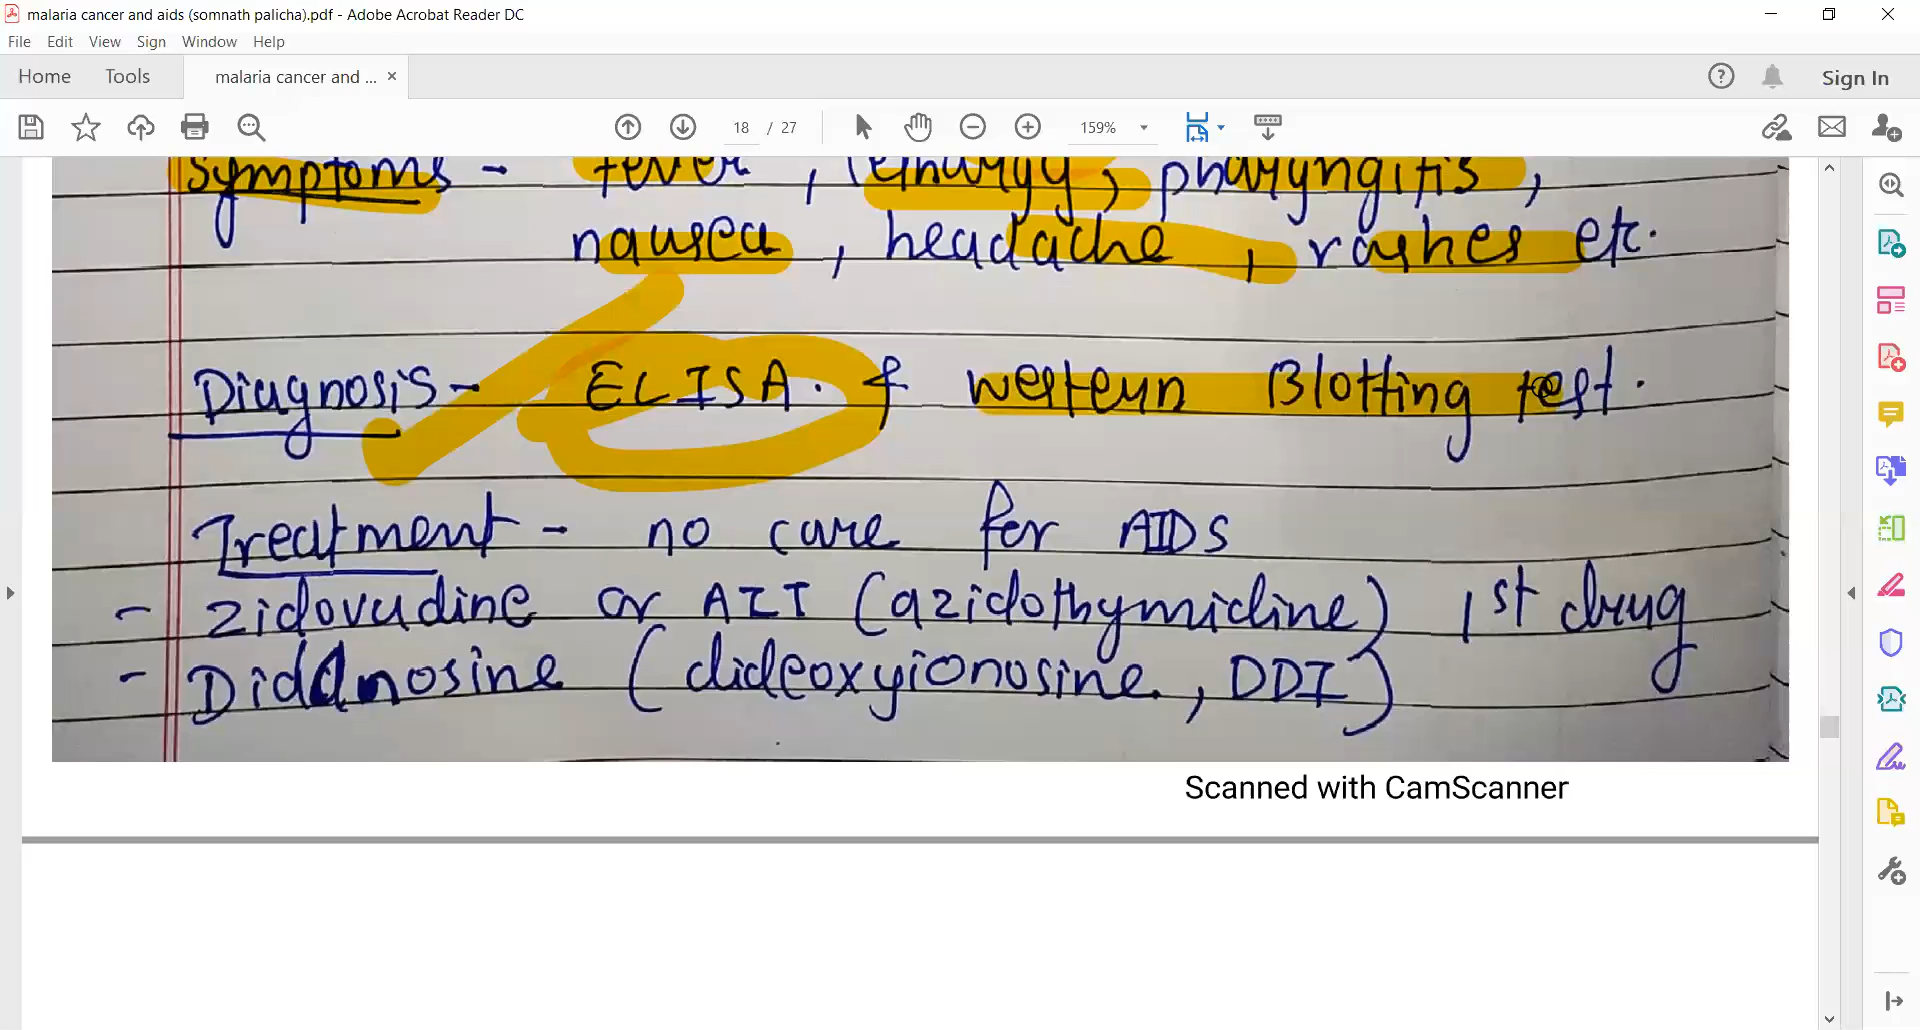 malaria cancer and aids (somnath palicha).pdf - Adobe Acrobat Reader DC
File Edit View Sign Window Help
Home Tools malaria cancer and ... × Sign In
18 / 27 159%
Symptoms - fever, lethargy, pharyngitis,
nausea, headache, rashes etc.
Diagnosis - ELISA. & western Blotting test.
Treatment - no care for AIDS
- Zidovudine or AZT (azidothymidine) 1st drug
- Didanosine (dideoxyionosine, DDI)
Scanned with CamScanner